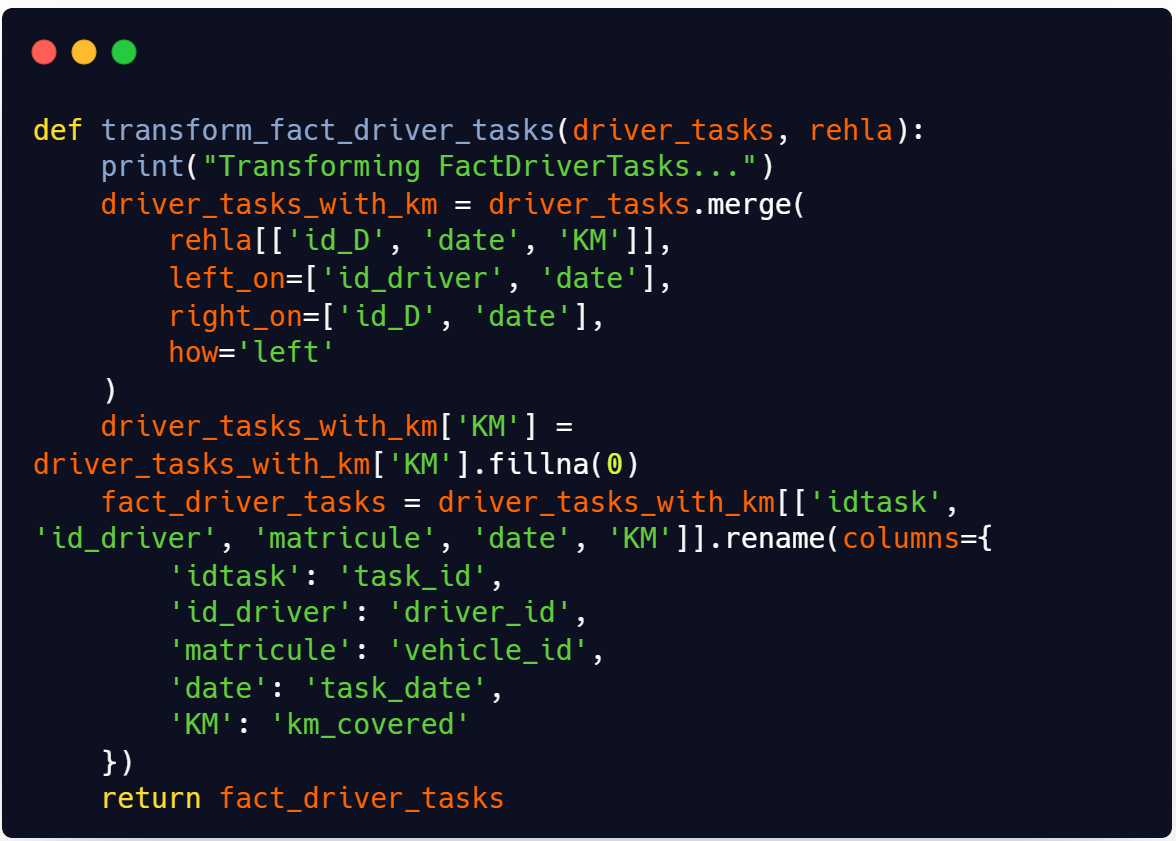 def transform_fact_driver_tasks(driver_tasks, rehla):
    print("Transforming FactDriverTasks...")
    driver_tasks_with_km = driver_tasks.merge(
        rehla[['id_D', 'date', 'KM']],
        left_on=['id_driver', 'date'],
        right_on=['id_D', 'date'],
        how='left'
    )
    driver_tasks_with_km['KM'] =
driver_tasks_with_km['KM'].fillna(0)
    fact_driver_tasks = driver_tasks_with_km[['idtask',
'id_driver', 'matricule', 'date', 'KM']].rename(columns={
        'idtask': 'task_id',
        'id_driver': 'driver_id',
        'matricule': 'vehicle_id',
        'date': 'task_date',
        'KM': 'km_covered'
    })
    return fact_driver_tasks